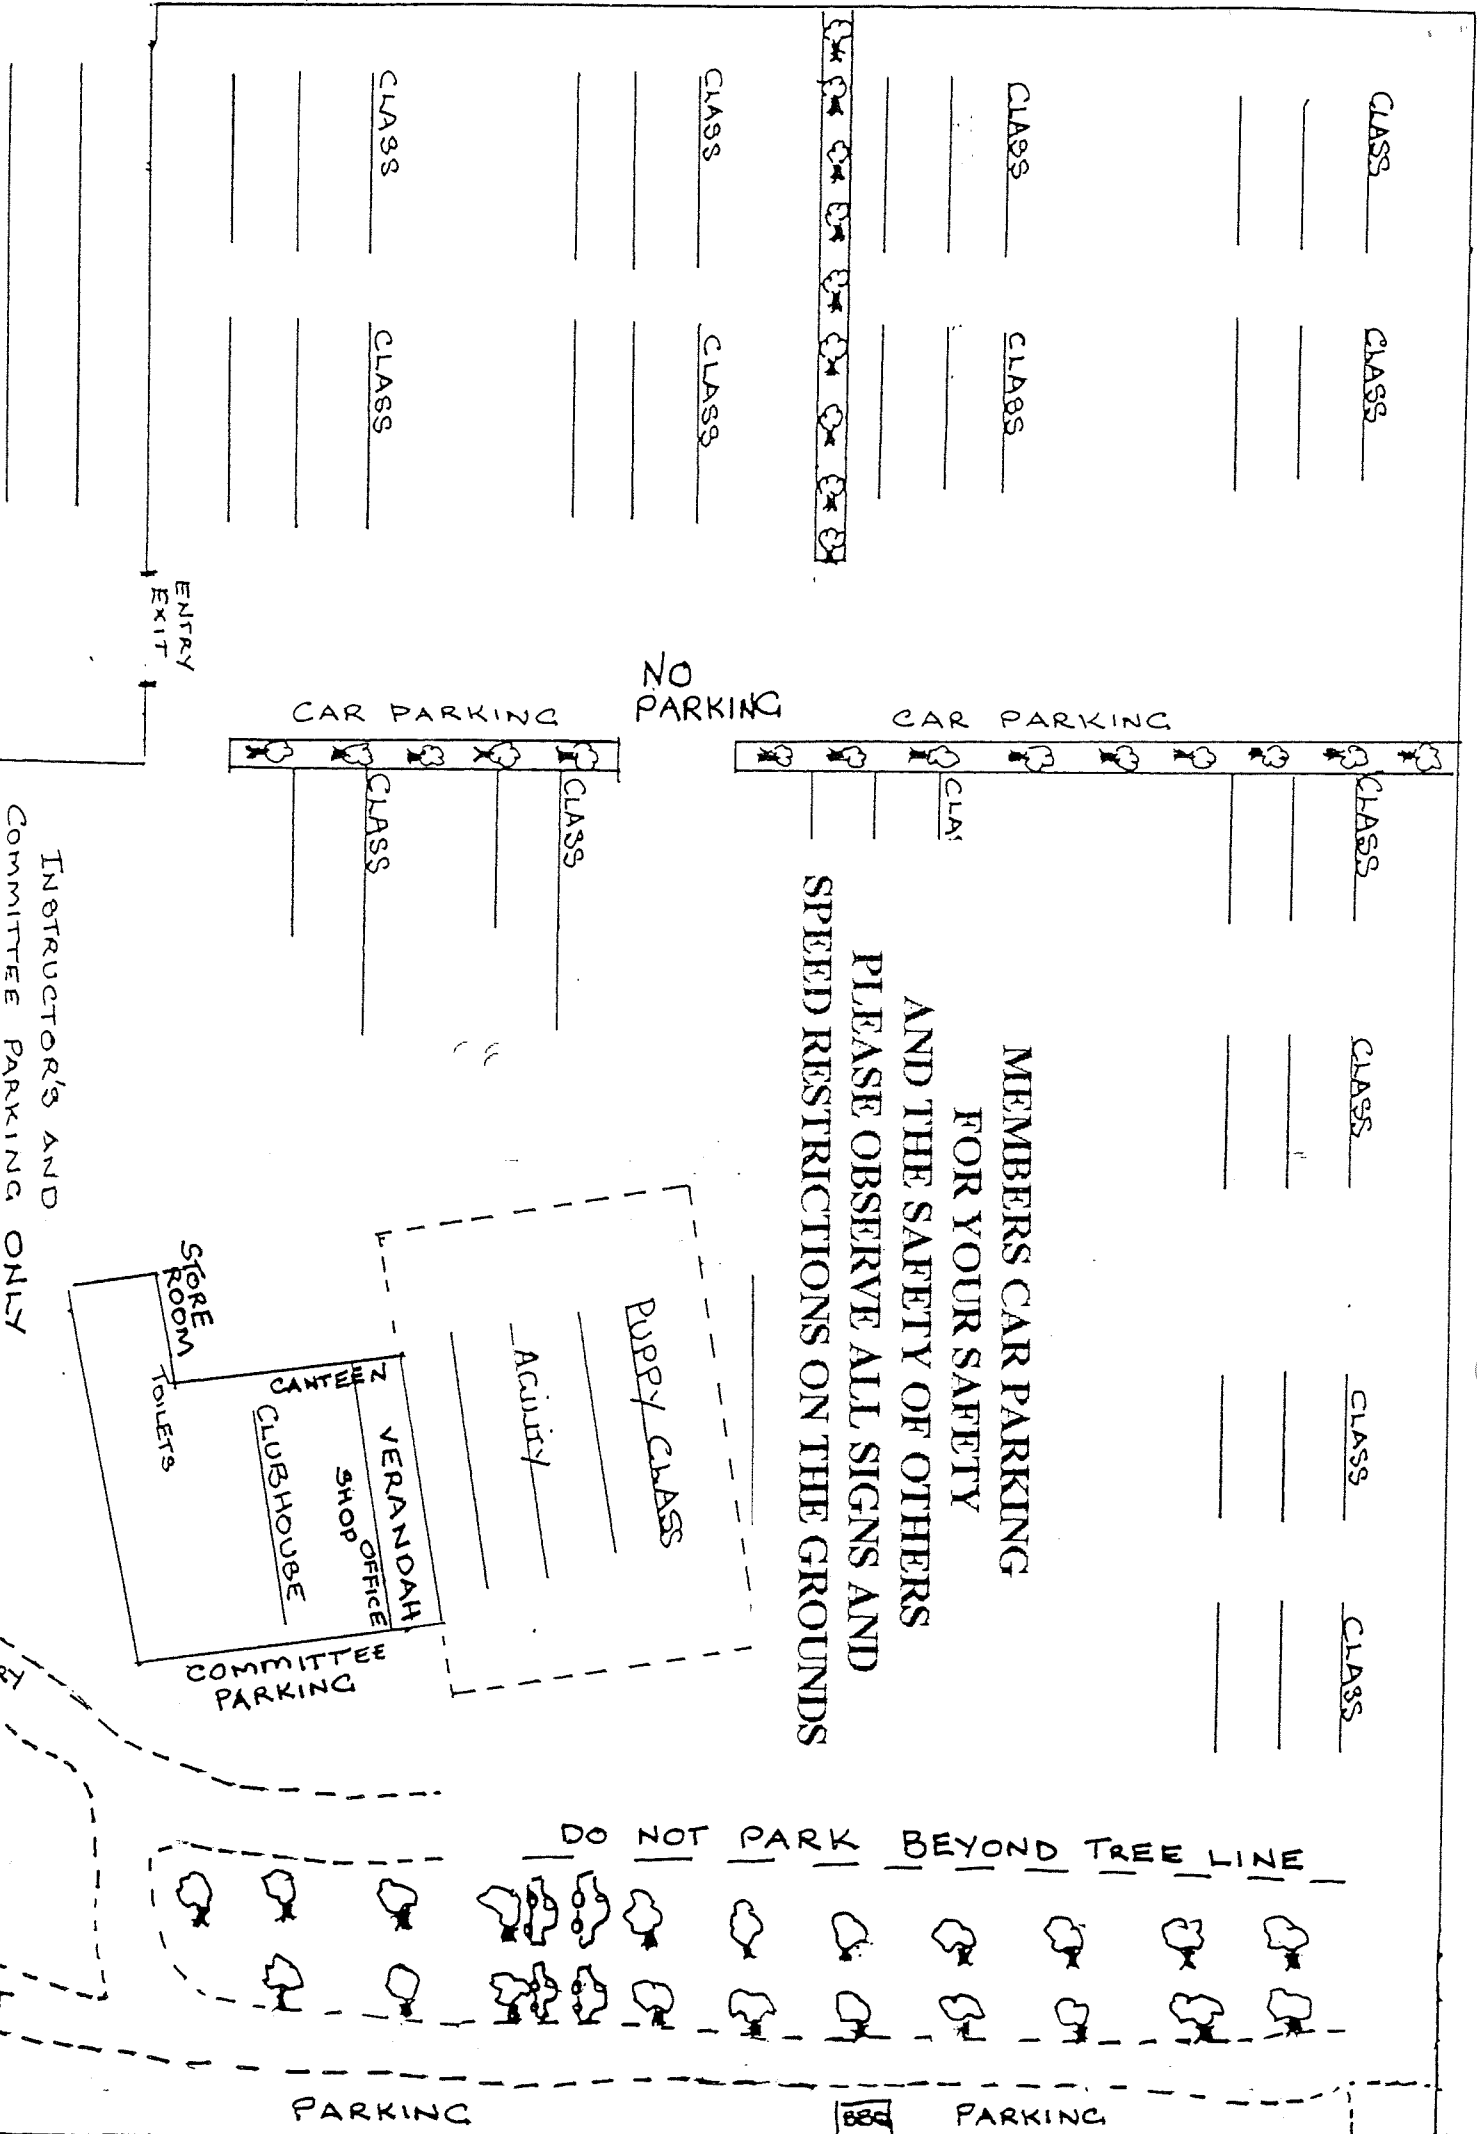 CLASS
CLASS
CLASS
CLASS
CLASS
CLASS
CLASS
CLASS
ENTRY
EXIT
NO
PARKING
CAR PARKING
CAR PARKING
CLASS
CLASS
CLA
CLASS
CLASS
CLASS
CLASS
MEMBERS CAR PARKING
FOR YOUR SAFETY
AND THE SAFETY OF OTHERS
PLEASE OBSERVE ALL SIGNS AND
SPEED RESTRICTIONS ON THE GROUNDS
INSTRUCTOR'S AND
COMMITTEE PARKING ONLY
PUPPY CLASS
AGILITY
STORE
ROOM
TOILETS
CANTEEN
VERANDAH
SHOP
OFFICE
CLUBHOUSE
COMMITTEE
PARKING
DO NOT PARK BEYOND TREE LINE
PARKING
BBQ
PARKING